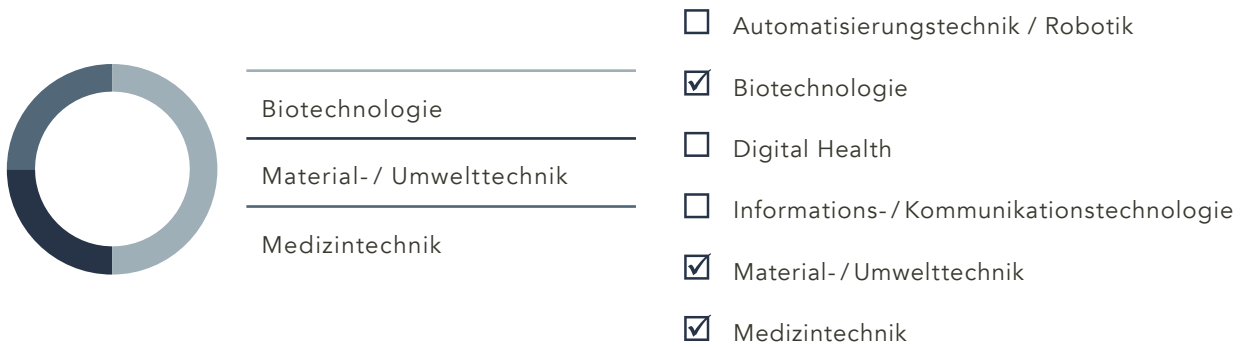 Biotechnologie
Material- / Umwelttechnik
Medizintechnik
Automatisierungstechnik / Robotik
Biotechnologie
Digital Health
Informations- / Kommunikationstechnologie
Material- / Umwelttechnik
Medizintechnik